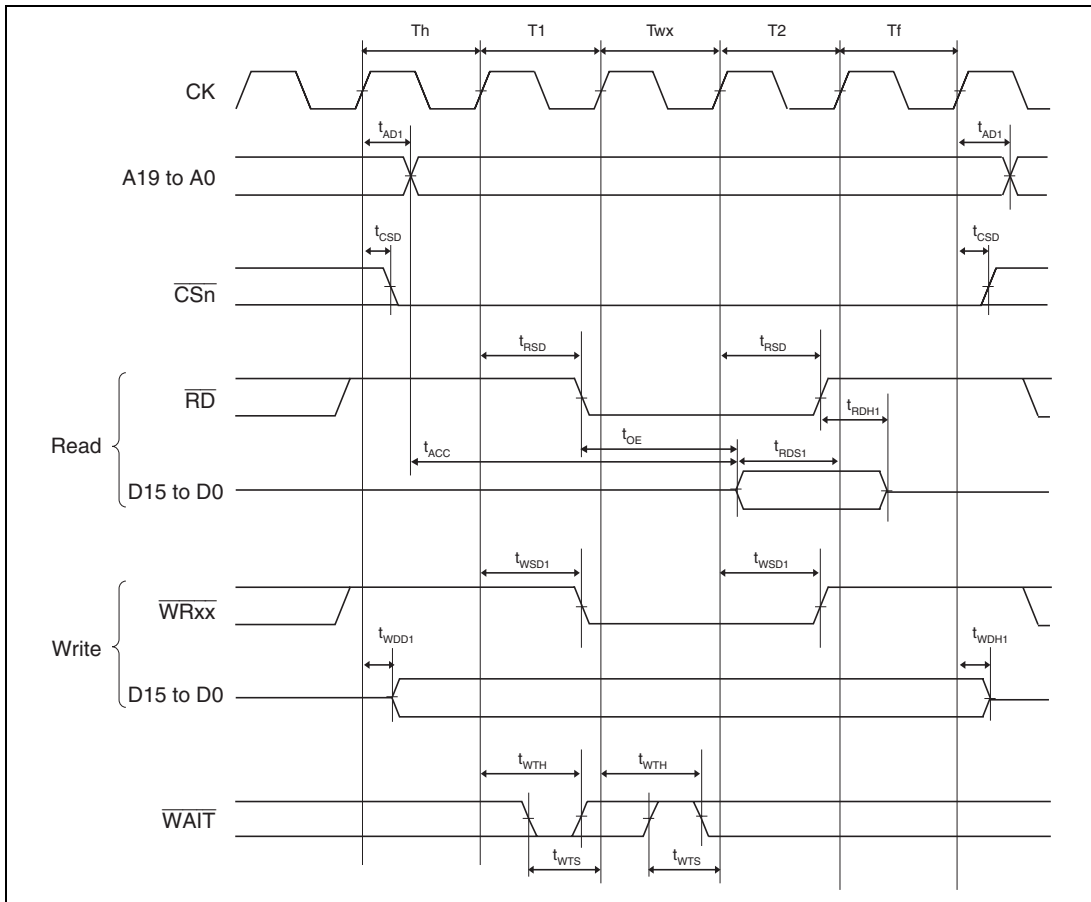 Th T1 Twx T2 Tf
CK
tAD1 tAD1
A19 to A0
tCSD tCSD
CSn
tRSD tRSD
RD
tRDH1
Read
tOE
tACC tRDS1
D15 to D0
tWSD1 tWSD1
WRxx
Write
tWDD1 tWDH1
D15 to D0
tWTH tWTH
WAIT
tWTS tWTS